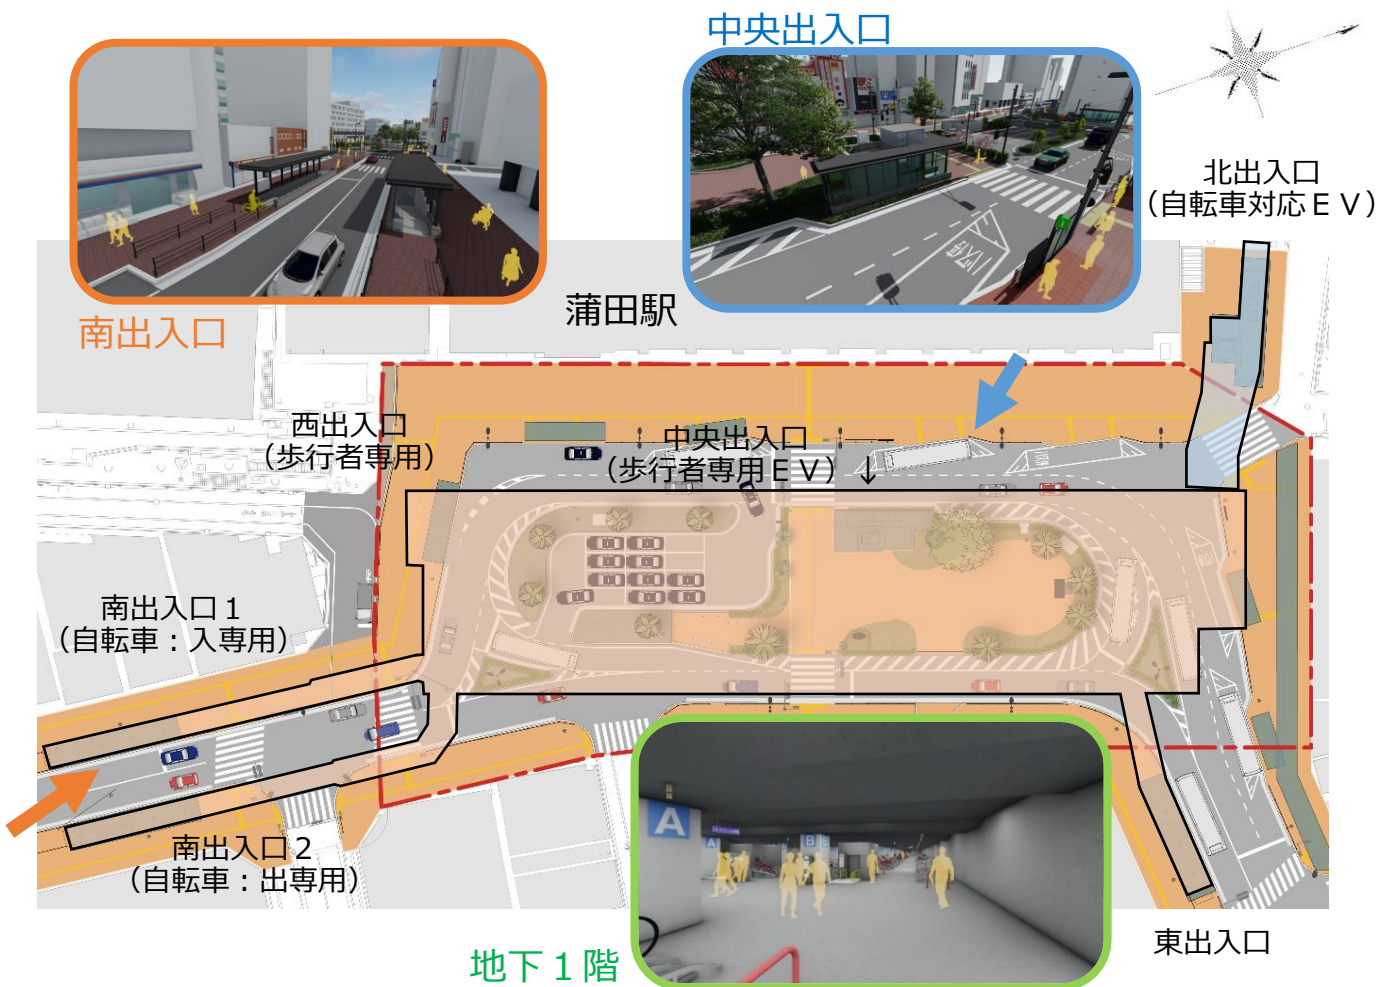 中央出入口
北出入口
（自転車対応ＥＶ）
南出入口
蒲田駅
西出入口
（歩行者専用）
中央出入口
（歩行者専用ＥＶ）↓
南出入口１
（自転車：入専用）
南出入口２
（自転車：出専用）
A
A
B
東出入口
地下１階